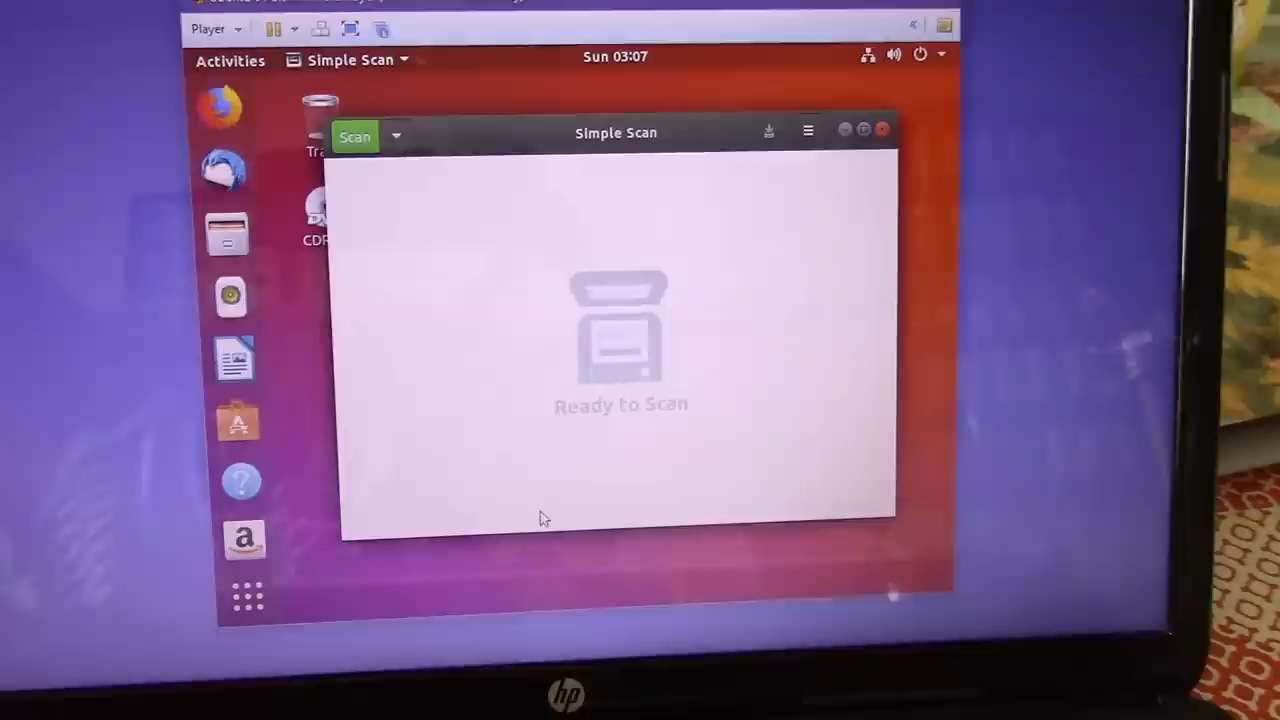 Player
Activities
Simple Scan
Sun 03:07
Scan
Simple Scan
Ready to Scan
a
hp